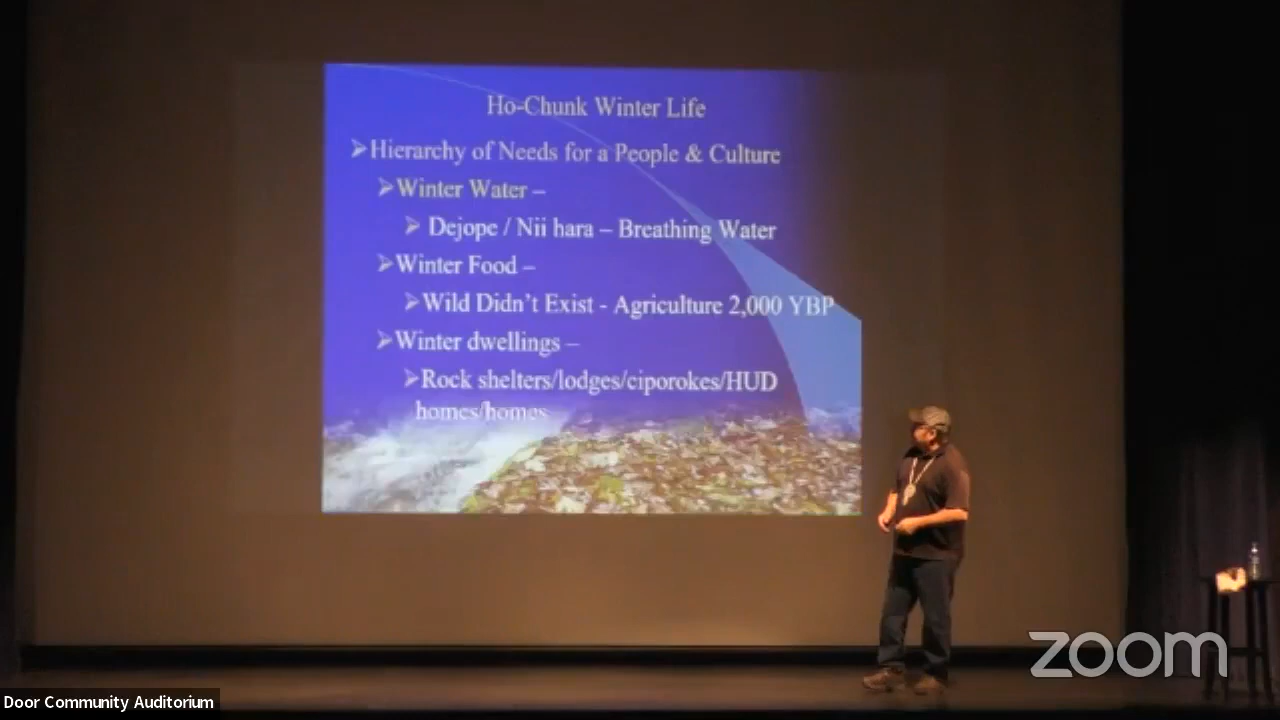 Ho-Chunk Winter Life
➢Hierarchy of Needs for a People & Culture
➢Winter Water –
➢ Dejope / Nii hara – Breathing Water
➢Winter Food –
➢Wild Didn't Exist - Agriculture 2,000 YBP
➢Winter dwellings –
➢Rock shelters/lodges/ciporokes/HUD
homes/homes
zoom
Door Community Auditorium